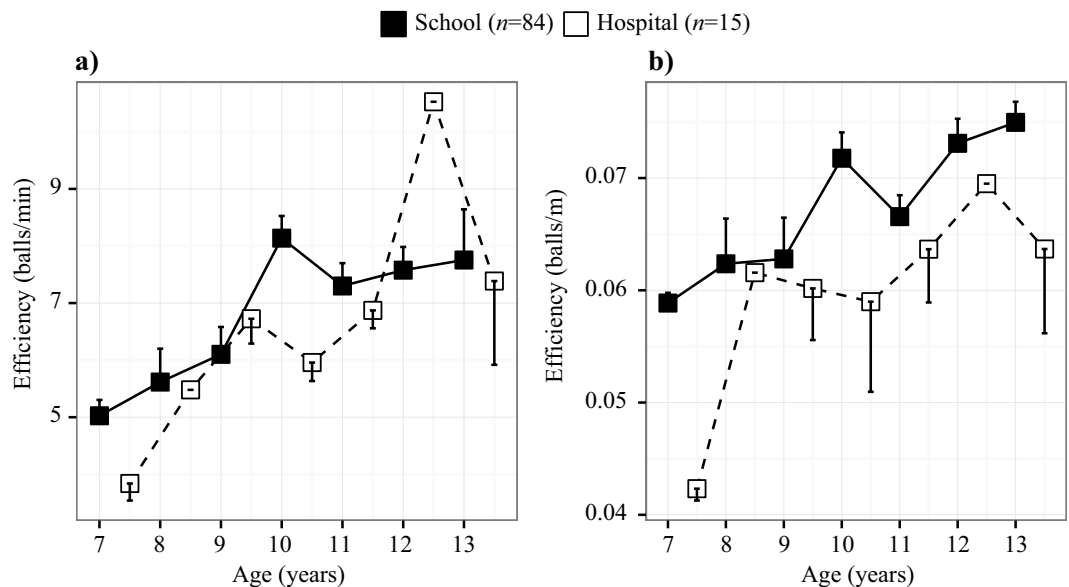 School (n=84) Hospital (n=15)
a)
Efficiency (balls/min)
9
7
5
7 8 9 10 11 12 13
Age (years)
b)
Efficiency (balls/m)
0.07
0.06
0.05
0.04
7 8 9 10 11 12 13
Age (years)